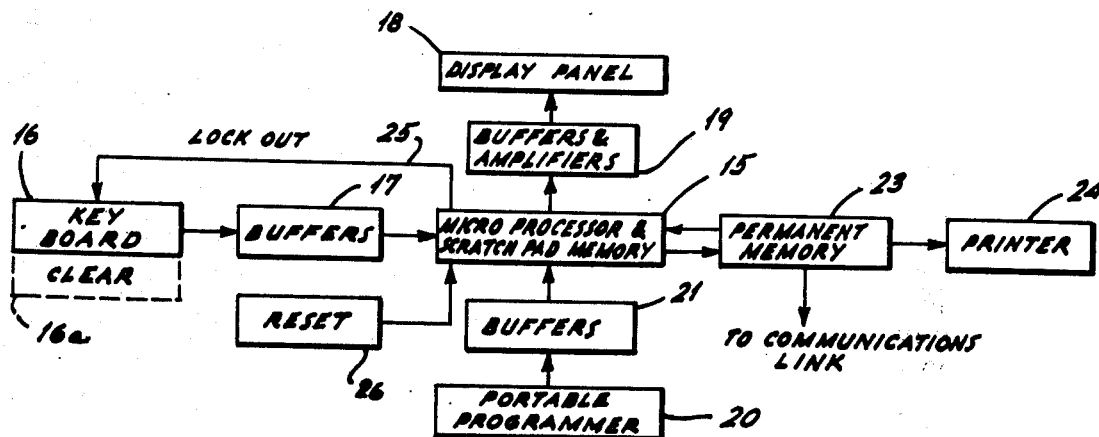 18
DISPLAY PANEL
16
LOCK OUT
25
BUFFERS &
AMPLIFIERS
19
17
15
23
24
KEY
BOARD
BUFFERS
MICRO PROCESSOR &
SCRATCH PAD MEMORY
PERMANENT
MEMORY
PRINTER
CLEAR
16a
RESET
26
21
BUFFERS
TO COMMUNICATIONS
LINK
PORTABLE
PROGRAMMER
20